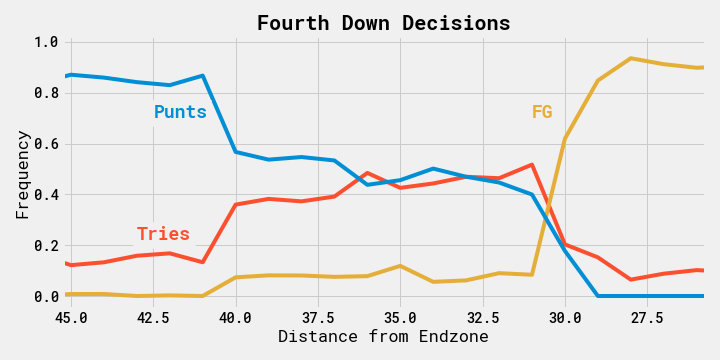 Fourth Down Decisions
1.0
0.8
0.6
0.4
0.2
0.0
Frequency
Punts
FG
Tries
45.0 42.5 40.0 37.5 35.0 32.5 30.0 27.5
Distance from Endzone